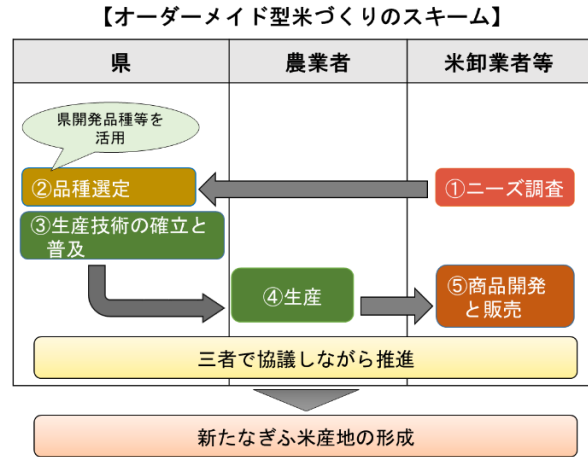 【オーダーメイド型米づくりのスキーム】
県
農業者
米卸業者等
県開発品種等を
活用
②品種選定
①ニーズ調査
③生産技術の確立と
普及
④生産
⑤商品開発
と販売
三者で協議しながら推進
新たなぎふ米産地の形成